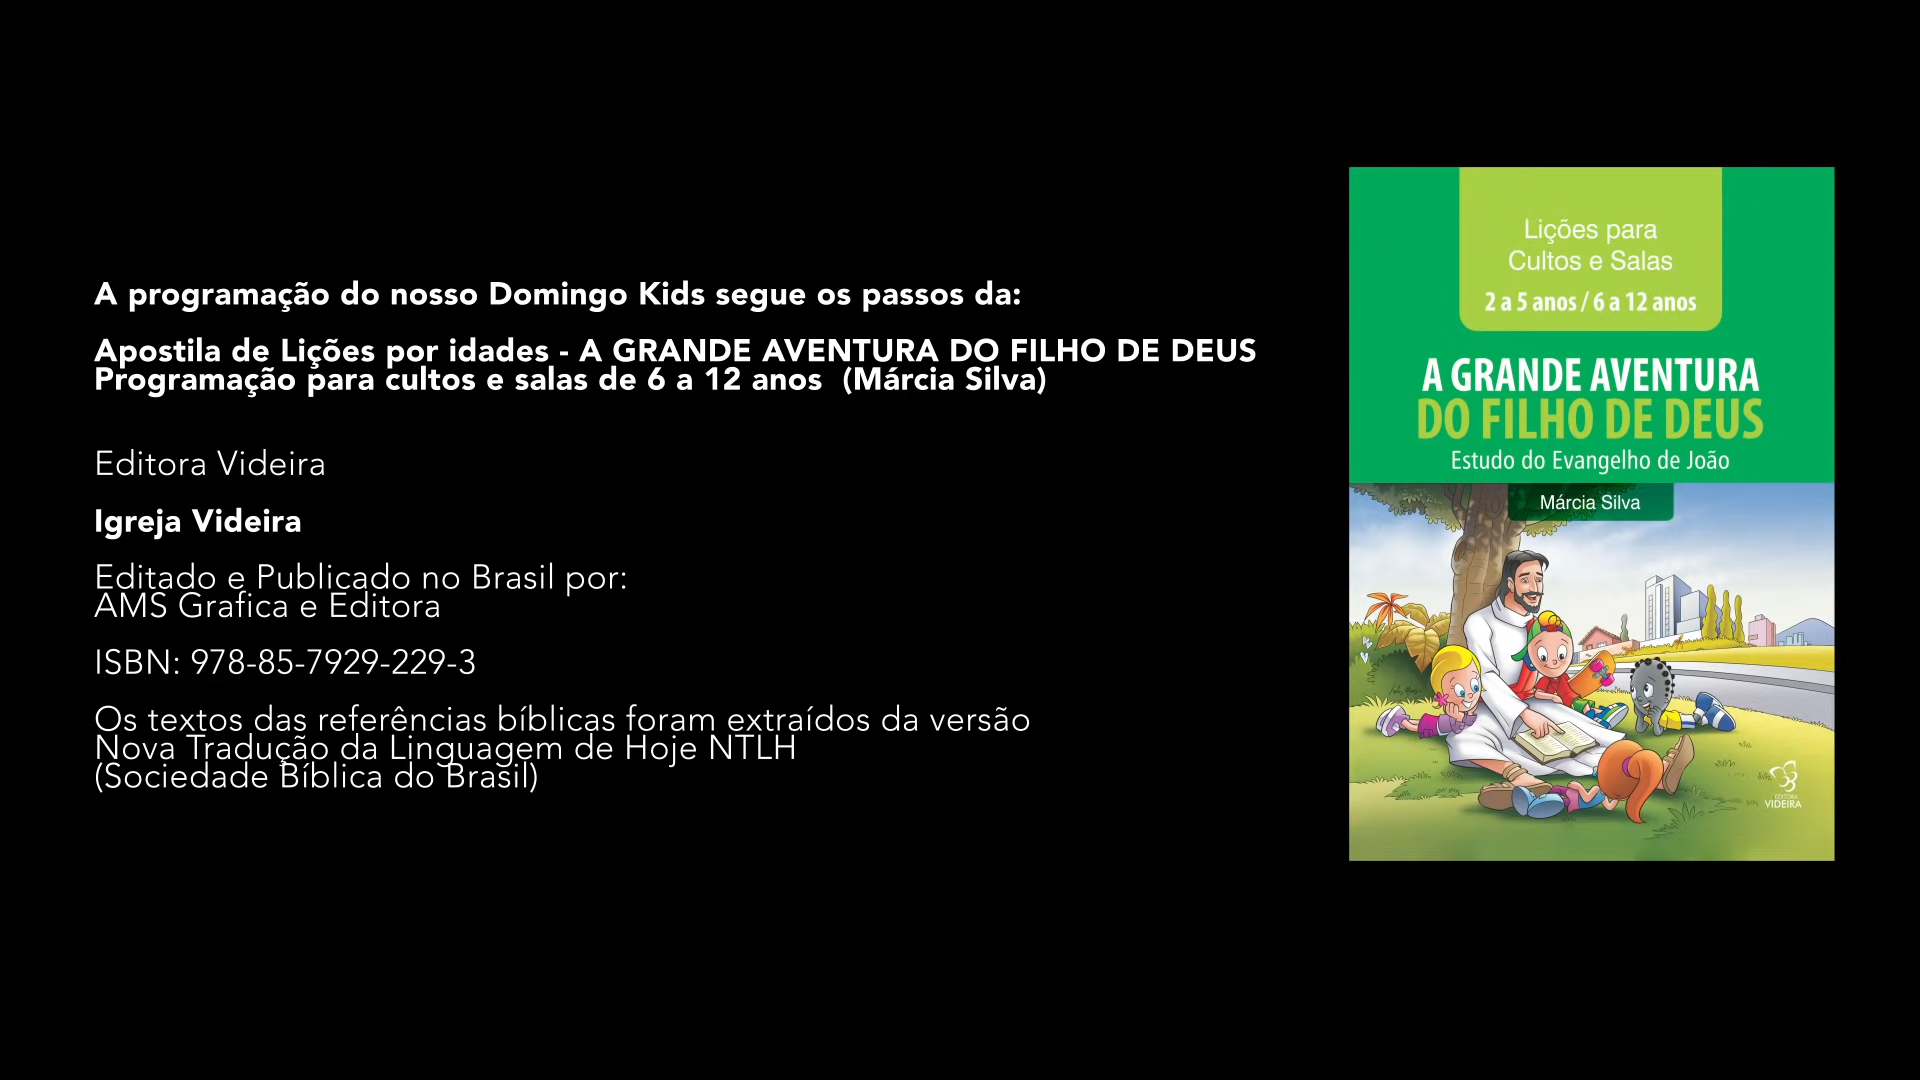 A programação do nosso Domingo Kids segue os passos da:
Apostila de Lições por idades - A GRANDE AVENTURA DO FILHO DE DEUS
Programação para cultos e salas de 6 a 12 anos  (Márcia Silva)
Editora Videira
Igreja Videira
Editado e Publicado no Brasil por:
AMS Grafica e Editora
ISBN: 978-85-7929-229-3
Os textos das referências bíblicas foram extraídos da versão
Nova Tradução da Linguagem de Hoje NTLH
(Sociedade Bíblica do Brasil)
Lições para
Cultos e Salas
2 a 5 anos / 6 a 12 anos
A GRANDE AVENTURA
DO FILHO DE DEUS
Estudo do Evangelho de João
Márcia Silva
EDITORA
VIDEIRA